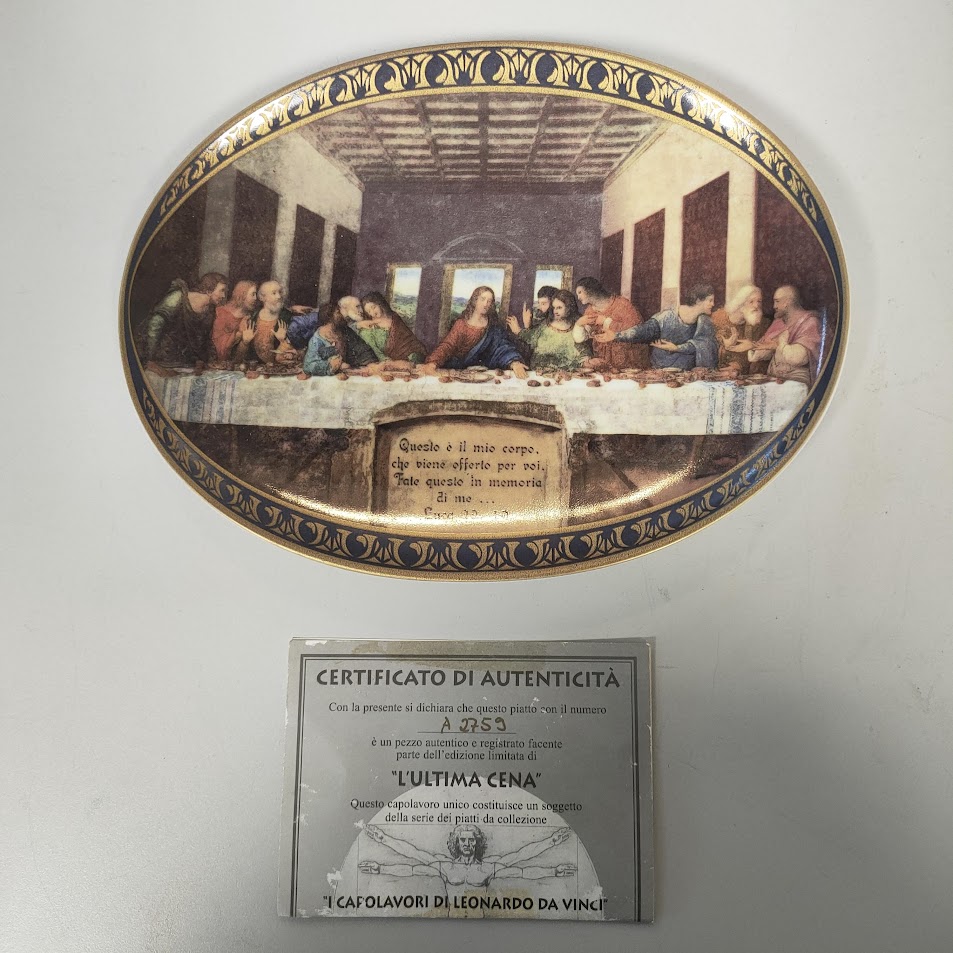 Questo è il mio corpo,
che viene offerto per voi.
Fate questo in memoria
di me ...
CERTIFICATO DI AUTENTICITÀ
Con la presente si dichiara che questo piatto con il numero
A 2759
è un pezzo autentico e registrato facente
parte dell'edizione limitata di
"L'ULTIMA CENA"
Questo capolavoro unico costituisce un soggetto
della serie dei piatti da collezione
"I CAPOLAVORI DI LEONARDO DA VINCI"